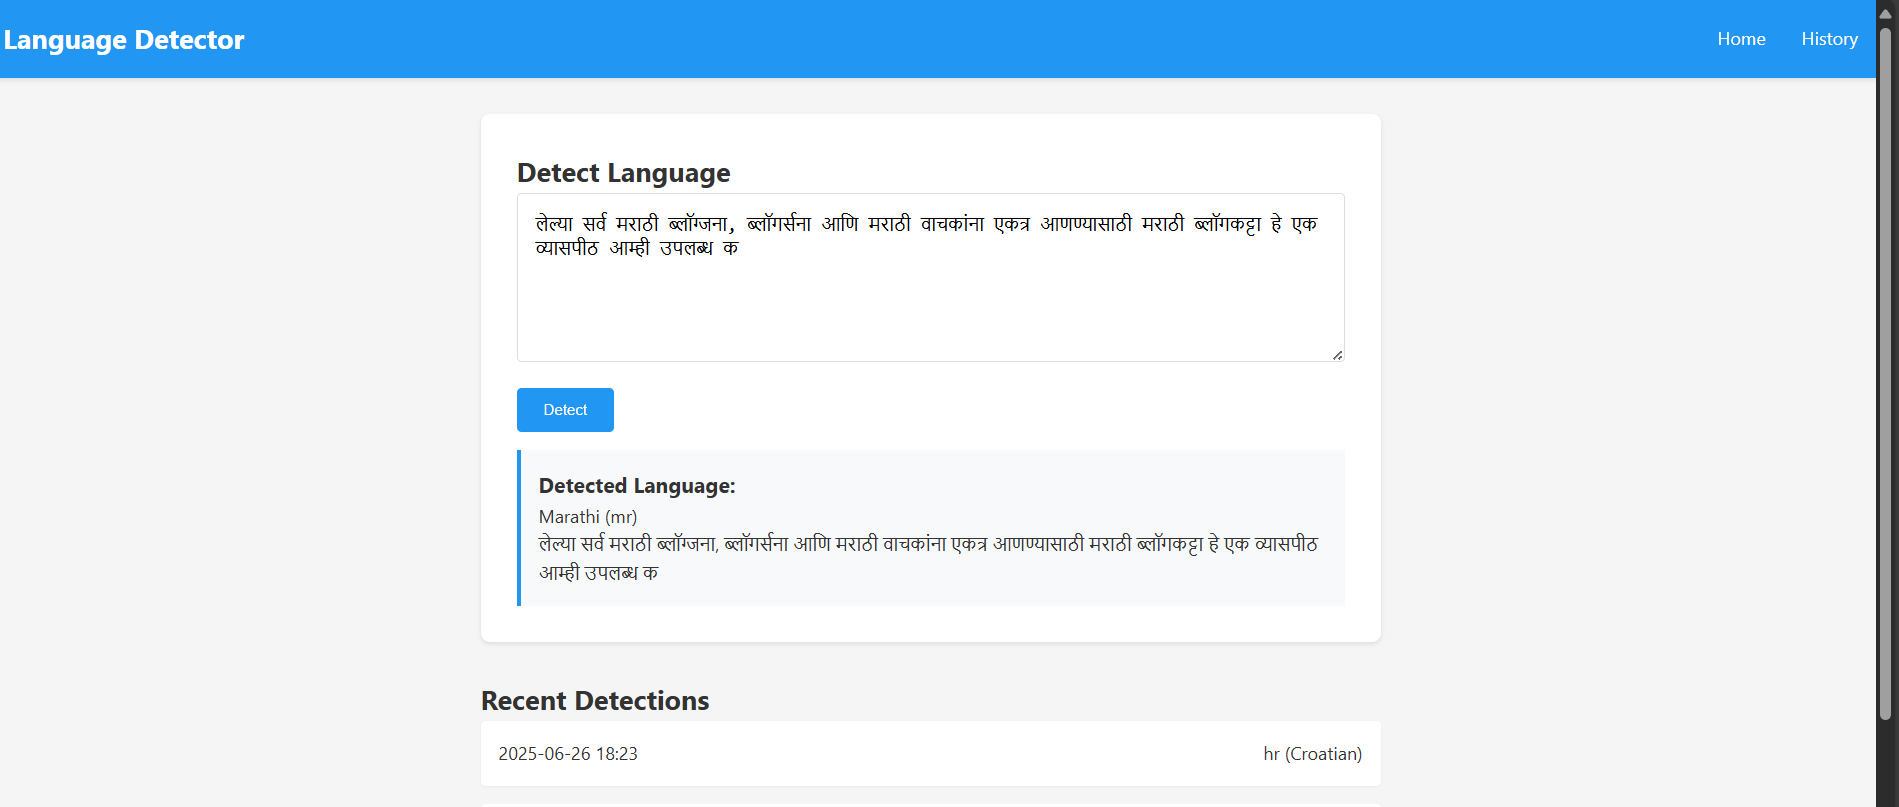 Language Detector
Home
History
Detect Language
लेल्या सर्व मराठी ब्लॉग्जना, ब्लॉगर्सना आणि मराठी वाचकांना एकत्र आणण्यासाठी मराठी ब्लॉगकट्टा हे एक
व्यासपीठ आम्ही उपलब्ध क
Detect
Detected Language:
Marathi (mr)
लेल्या सर्व मराठी ब्लॉग्जना, ब्लॉगर्सना आणि मराठी वाचकांना एकत्र आणण्यासाठी मराठी ब्लॉगकट्टा हे एक व्यासपीठ
आम्ही उपलब्ध क
Recent Detections
2025-06-26 18:23
hr (Croatian)